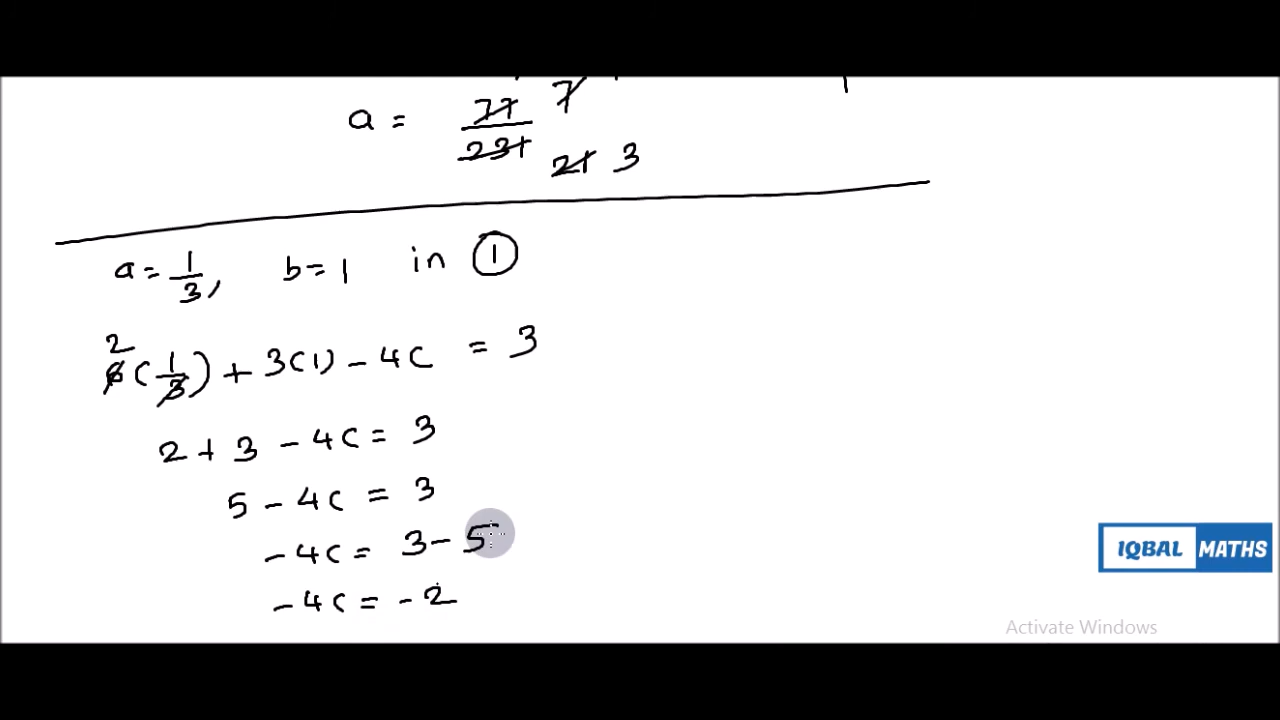 a = 77/231 7/21 3
a = 1/3, b = 1 in ①
2
6(1/3) + 3(1) - 4c = 3
2 + 3 - 4c = 3
5 - 4c = 3
-4c = 3 - 5
-4c = -2
IQBAL MATHS
Activate Windows